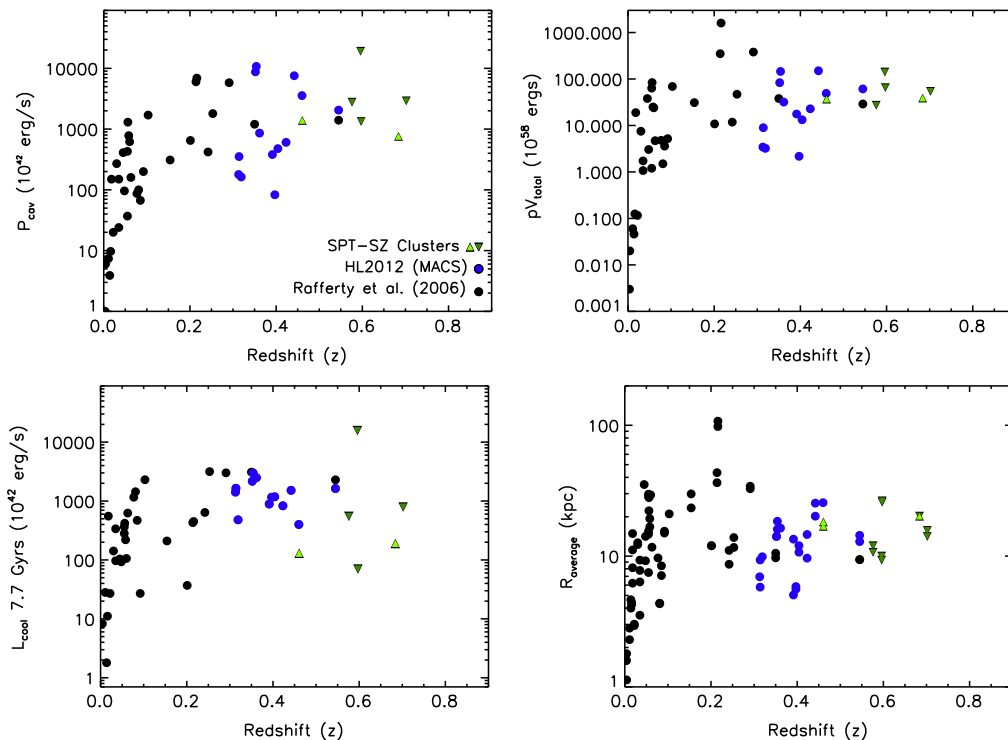 10000
1000
100
10
1
P_cav (10^42 erg/s)
SPT-SZ Clusters
HL2012 (MACS)
Rafferty et al. (2006)
0.0 0.2 0.4 0.6 0.8
Redshift (z)
1000.000
100.000
10.000
1.000
0.100
0.010
0.001
pV_total (10^58 ergs)
0.0 0.2 0.4 0.6 0.8
Redshift (z)
10000
1000
100
10
1
L_cool 7.7 Gyrs (10^42 erg/s)
0.0 0.2 0.4 0.6 0.8
Redshift (z)
100
10
1
R_average (kpc)
0.0 0.2 0.4 0.6 0.8
Redshift (z)